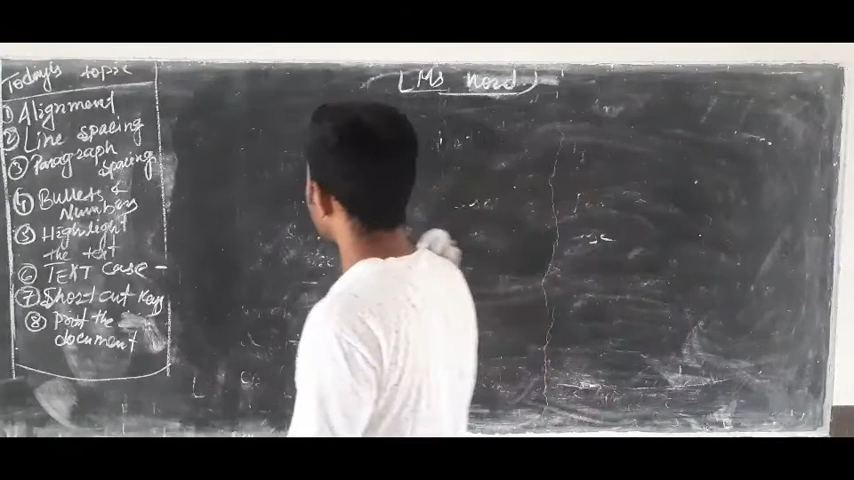 Today's topic
Ms word
① Alignment
② Line spacing
③ Paragraph
spacing
④ Bullets &
Numbers
⑤ Highlight
the text
⑥ TEXT Case -
⑦ Short cut Keys
⑧ Print the
document